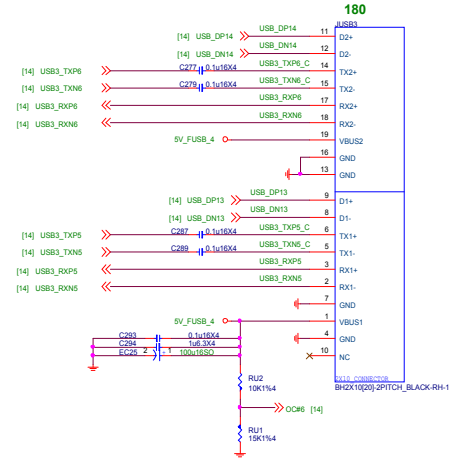 180
JUSB3
[14] USB_DP14 USB_DP14 11 D2+
[14] USB_DN14 USB_DN14 12 D2-
[14] USB3_TXP6 C277 0.1u16X4 USB3_TXP6_C 14 TX2+
[14] USB3_TXN6 C279 0.1u16X4 USB3_TXN6_C 15 TX2-
[14] USB3_RXP6 USB3_RXP6 17 RX2+
[14] USB3_RXN6 USB3_RXN6 18 RX2-
5V_FUSB_4 19 VBUS2
16 GND
13 GND
[14] USB_DP13 USB_DP13 9 D1+
[14] USB_DN13 USB_DN13 8 D1-
[14] USB3_TXP5 C287 0.1u16X4 USB3_TXP5_C 6 TX1+
[14] USB3_TXN5 C289 0.1u16X4 USB3_TXN5_C 5 TX1-
[14] USB3_RXP5 USB3_RXP5 3 RX1+
[14] USB3_RXN5 USB3_RXN5 2 RX1-
7 GND
5V_FUSB_4 1 VBUS1
C293 0.1u16X4 4 GND
C294 1u6.3X4
EC25 2 + 1 100u16SO 10 NC
2X10_CONNECTOR
BH2X10[20]-2PITCH_BLACK-RH-1
RU2
10K1%4
OC#6 [14]
RU1
15K1%4